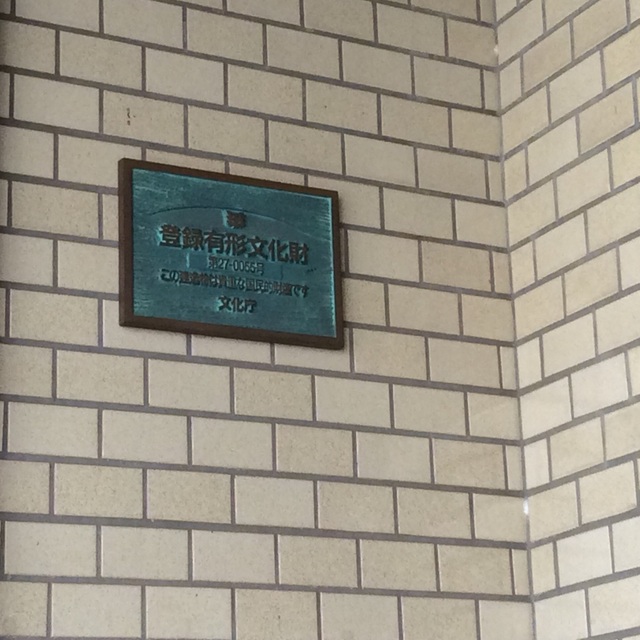 登録有形文化財
第27-0055号
この建造物は貴重な国民的財産です
文化庁